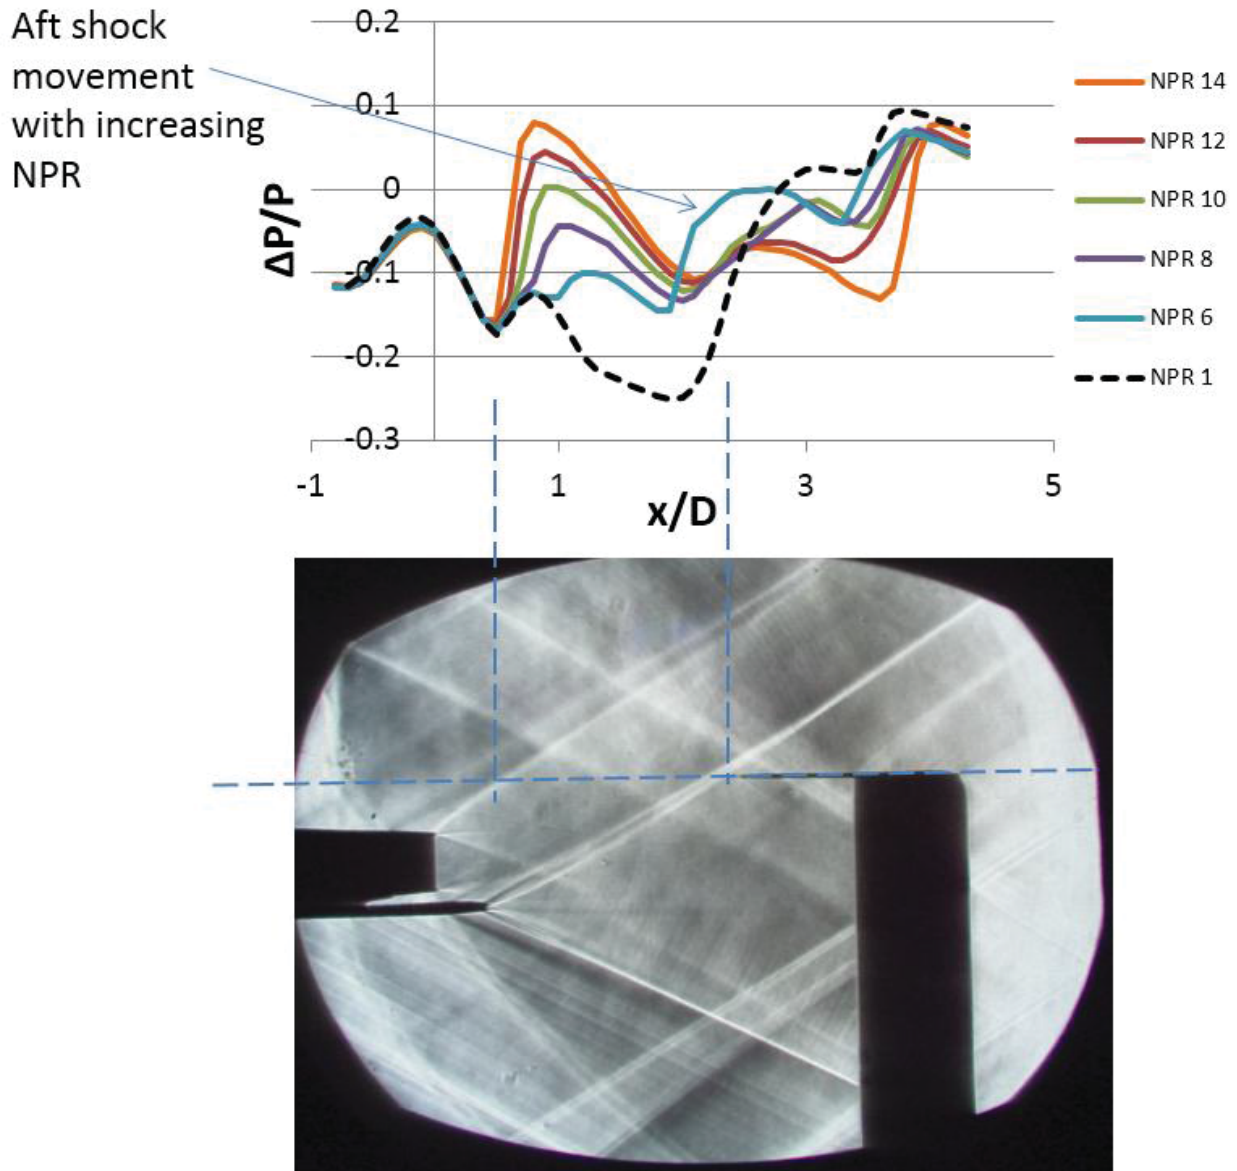 Aft shock
movement
with increasing
NPR
0.2
0.1
0
-0.1
-0.2
-0.3
ΔP/P
-1
1
3
5
x/D
NPR 14
NPR 12
NPR 10
NPR 8
NPR 6
NPR 1